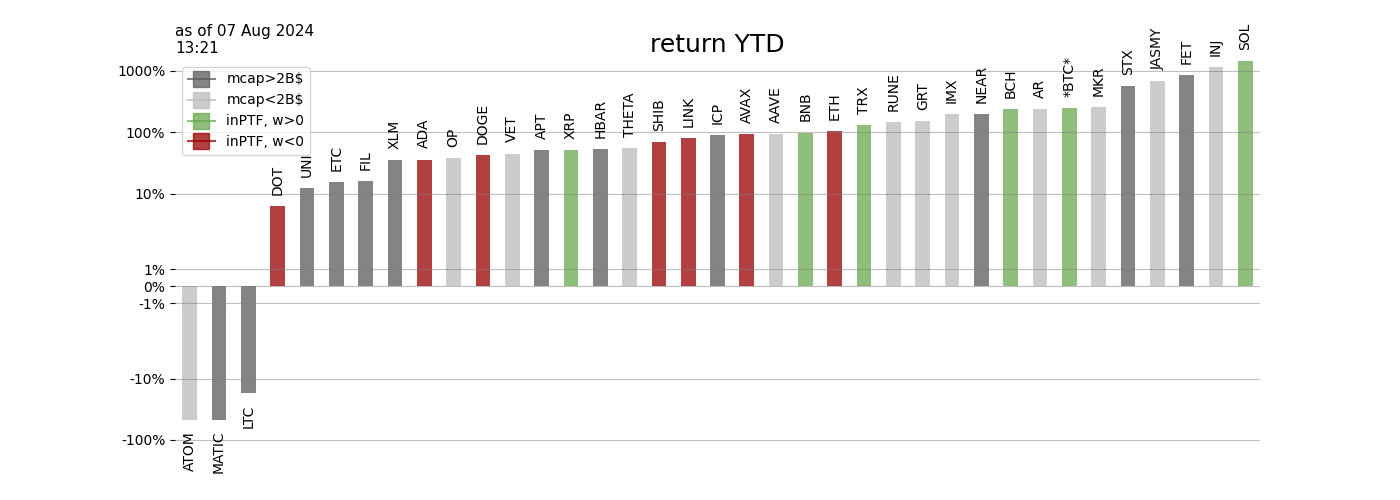 as of 07 Aug 2024
13:21
return YTD
mcap>2B$
mcap<2B$
inPTF, w>0
inPTF, w<0
1000%
100%
10%
1%
0%
-1%
-10%
-100%
ATOM
MATIC
LTC
DOT
UNI
ETC
FIL
XLM
ADA
OP
DOGE
VET
APT
XRP
HBAR
THETA
SHIB
LINK
ICP
AVAX
AAVE
BNB
ETH
TRX
RUNE
GRT
IMX
NEAR
BCH
AR
*BTC*
MKR
STX
JASMY
FET
INJ
SOL